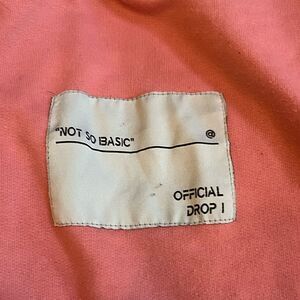 "NOT SO BASIC" @
OFFICIAL
DROP 1